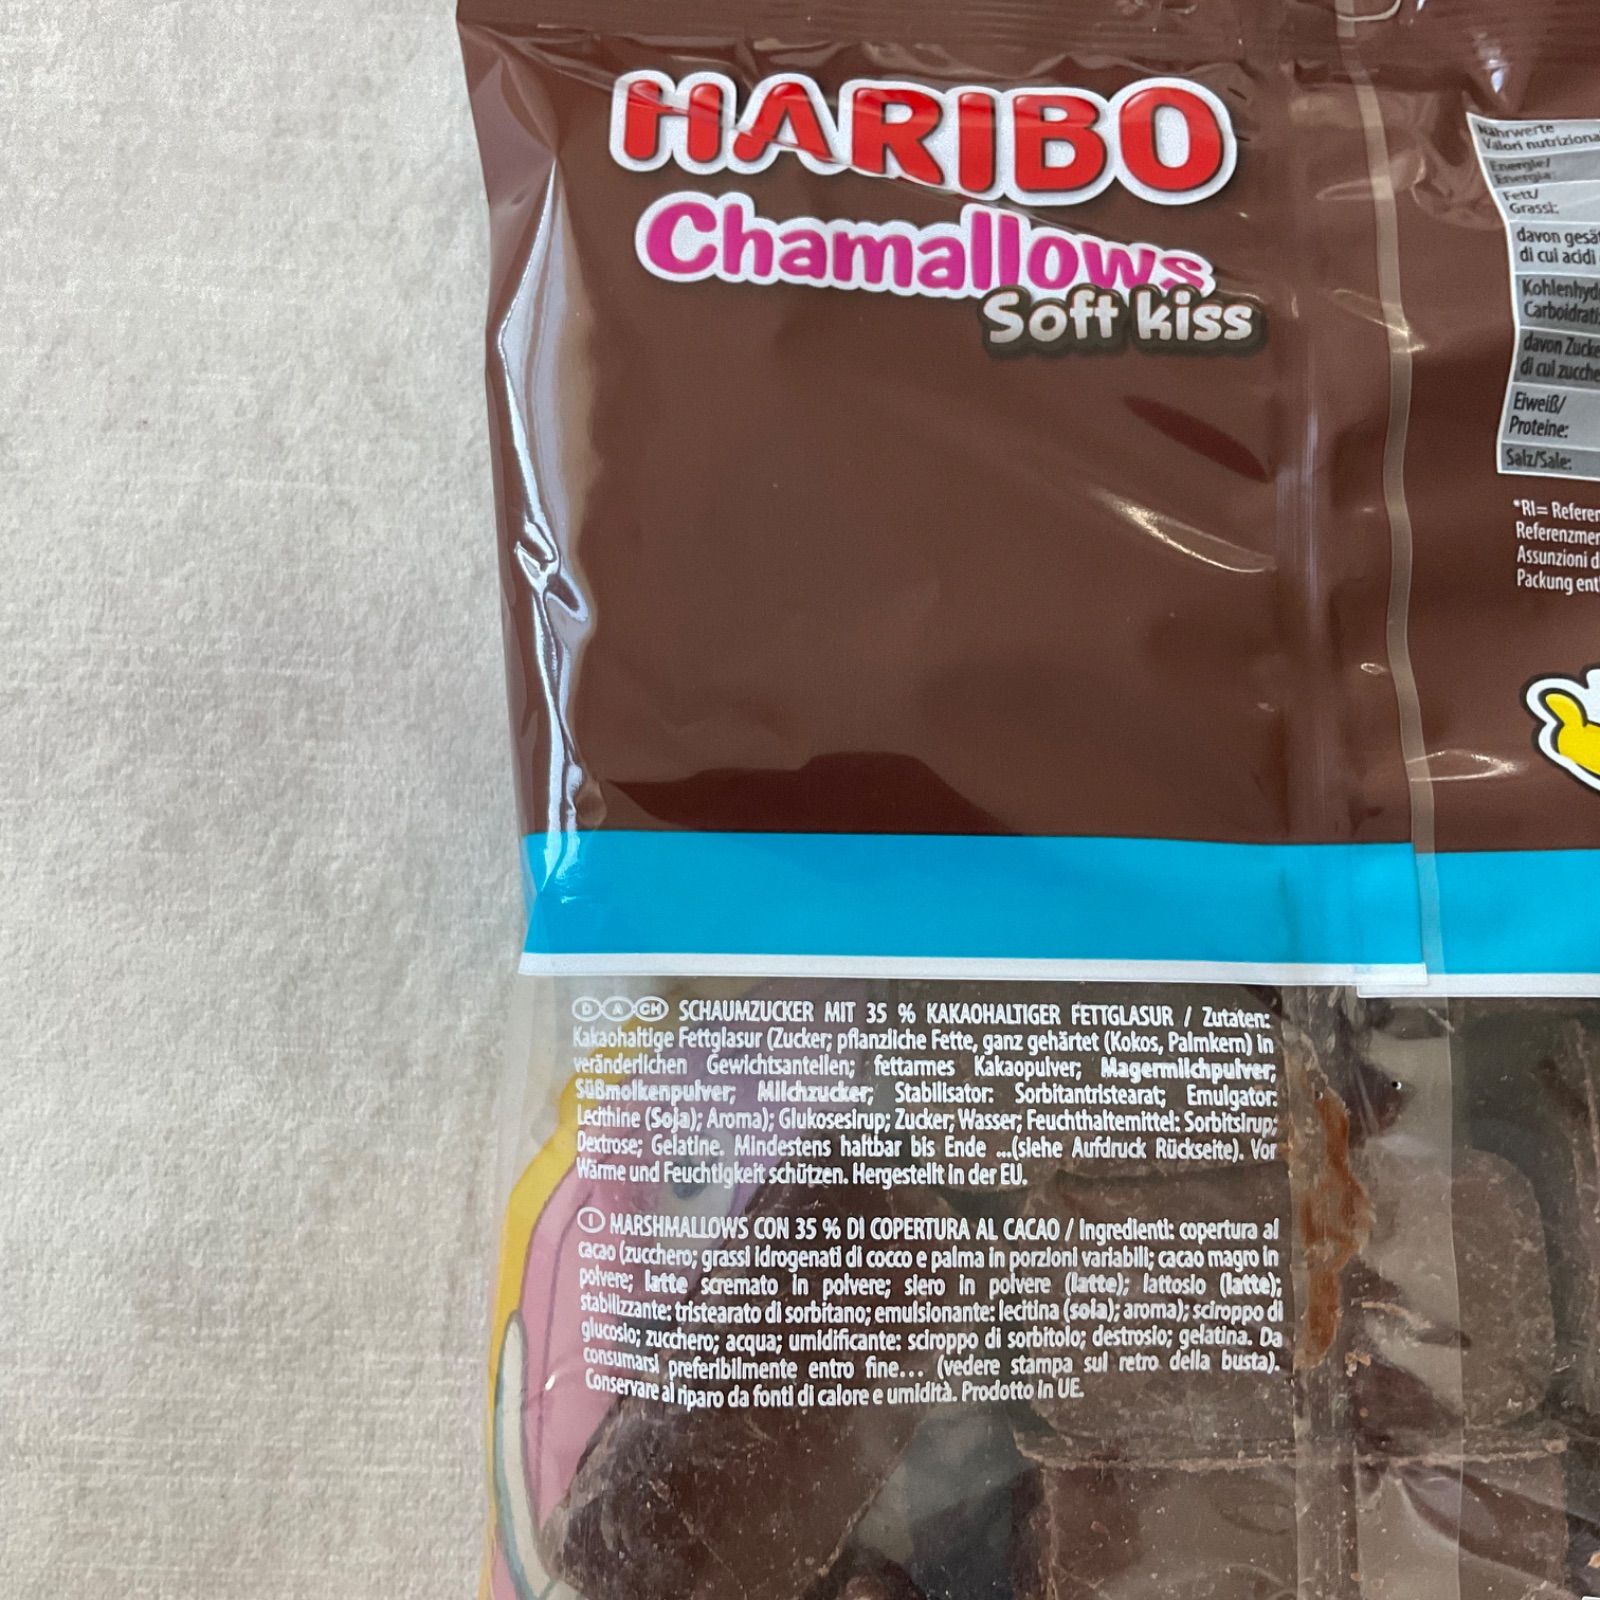 HARIBO
Chamallows
Soft kiss
Nährwerte
Valori nutriziona
Energie/
Energia:
Fett/
Grassi:
davon gesät
di cui acidi
Kohlenhyd
Carboidrati:
davon Zucke
di cui zucche
Eiweiß/
Proteine:
Salz/Sale:
*RI= Referen
Referenzmen
Assunzioni d
Packung ent
D A CH SCHAUMZUCKER MIT 35 % KAKAOHALTIGER FETTGLASUR / Zutaten:
Kakaohaltige Fettglasur (Zucker; pflanzliche Fette, ganz gehärtet (Kokos, Palmkern) in
veränderlichen Gewichtsanteilen; fettarmes Kakaopulver; Magermilchpulver;
Süßmolkenpulver; Milchzucker; Stabilisator: Sorbitantristearat; Emulgator:
Lecithine (Soja); Aroma); Glukosesirup; Zucker; Wasser; Feuchthaltemittel: Sorbitsirup;
Dextrose; Gelatine. Mindestens haltbar bis Ende ...(siehe Aufdruck Rückseite). Vor
Wärme und Feuchtigkeit schützen. Hergestellt in der EU.
I MARSHMALLOWS CON 35 % DI COPERTURA AL CACAO / Ingredienti: copertura al
cacao (zucchero; grassi idrogenati di cocco e palma in porzioni variabili; cacao magro in
polvere; latte scremato in polvere; siero in polvere (latte); lattosio (latte);
stabilizzante: tristearato di sorbitano; emulsionante: lecitina (soia); aroma); sciroppo di
glucosio; zucchero; acqua; umidificante: sciroppo di sorbitolo; destrosio; gelatina. Da
consumarsi preferibilmente entro fine... (vedere stampa sul retro della busta).
Conservare al riparo da fonti di calore e umidità. Prodotto in UE.